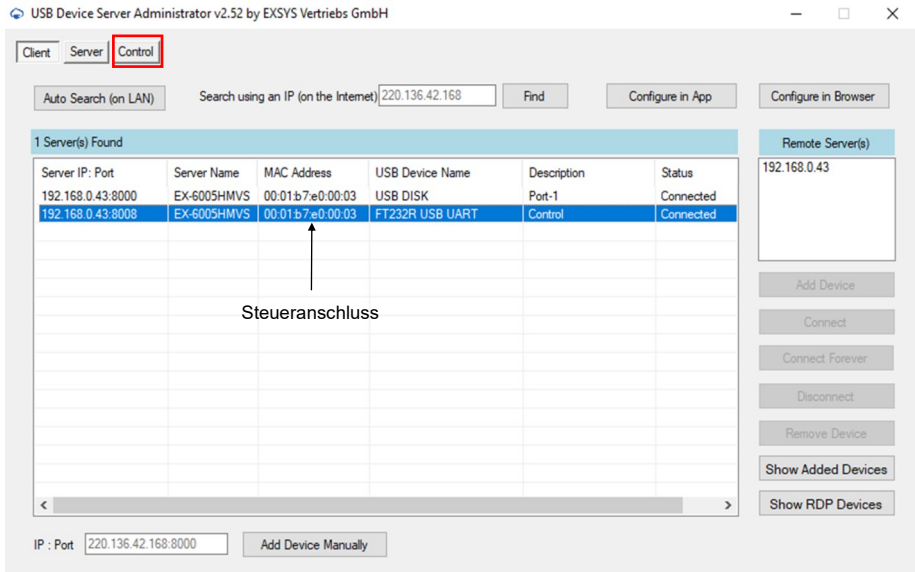 USB Device Server Administrator v2.52 by EXSYS Vertriebs GmbH
Client Server Control
Auto Search (on LAN) Search using an IP (on the Internet) 220.136.42.168 Find Configure in App Configure in Browser
1 Server(s) Found Remote Server(s)
Server IP: Port Server Name MAC Address USB Device Name Description Status 192.168.0.43
192.168.0.43:8000 EX-6005HMVS 00:01:b7:e0:00:03 USB DISK Port-1 Connected
192.168.0.43:8008 EX-6005HMVS 00:01:b7:e0:00:03 FT232R USB UART Control Connected
Add Device
Steueranschluss
Connect
Connect Forever
Disconnect
Remove Device
Show Added Devices
Show RDP Devices
IP : Port 220.136.42.168:8000 Add Device Manually